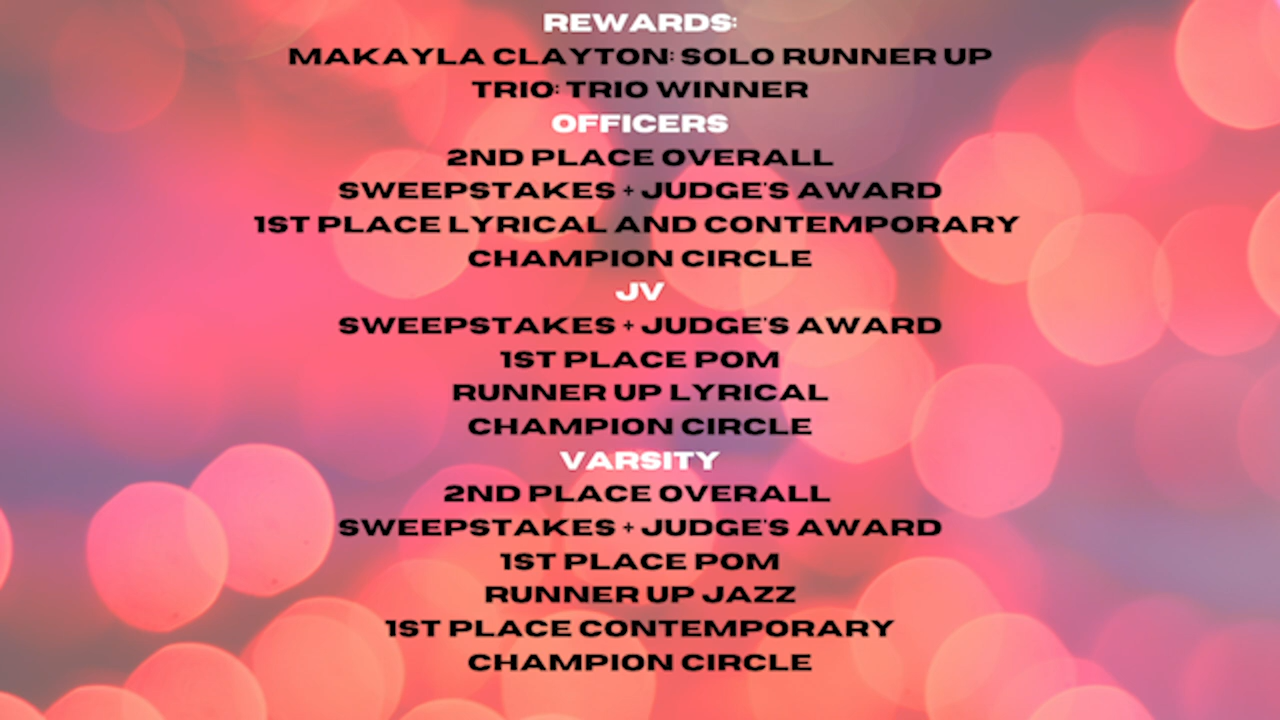 REWARDS:
MAKAYLA CLAYTON: SOLO RUNNER UP
TRIO: TRIO WINNER
OFFICERS
2ND PLACE OVERALL
SWEEPSTAKES + JUDGE'S AWARD
1ST PLACE LYRICAL AND CONTEMPORARY
CHAMPION CIRCLE
JV
SWEEPSTAKES + JUDGE'S AWARD
1ST PLACE POM
RUNNER UP LYRICAL
CHAMPION CIRCLE
VARSITY
2ND PLACE OVERALL
SWEEPSTAKES + JUDGE'S AWARD
1ST PLACE POM
RUNNER UP JAZZ
1ST PLACE CONTEMPORARY
CHAMPION CIRCLE